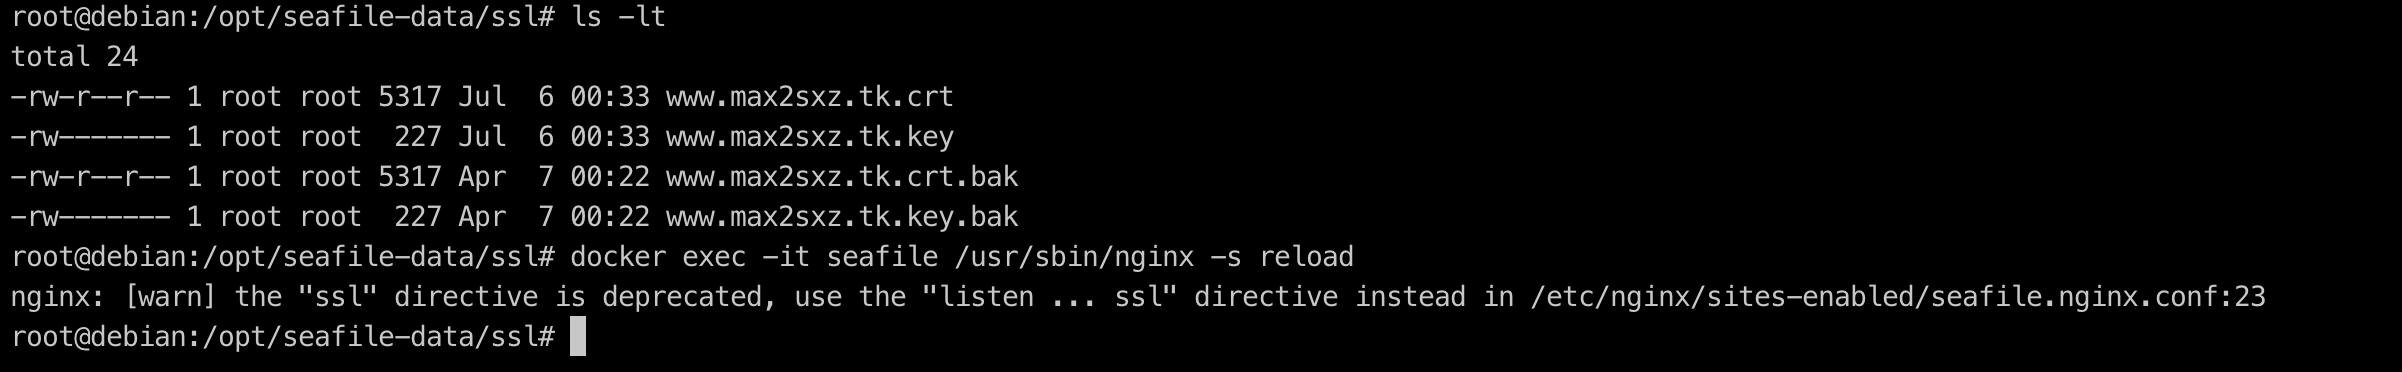 root@debian:/opt/seafile-data/ssl# ls -lt
total 24
-rw-r--r-- 1 root root 5317 Jul  6 00:33 www.max2sxz.tk.crt
-rw------- 1 root root  227 Jul  6 00:33 www.max2sxz.tk.key
-rw-r--r-- 1 root root 5317 Apr  7 00:22 www.max2sxz.tk.crt.bak
-rw------- 1 root root  227 Apr  7 00:22 www.max2sxz.tk.key.bak
root@debian:/opt/seafile-data/ssl# docker exec -it seafile /usr/sbin/nginx -s reload
nginx: [warn] the "ssl" directive is deprecated, use the "listen ... ssl" directive instead in /etc/nginx/sites-enabled/seafile.nginx.conf:23
root@debian:/opt/seafile-data/ssl#